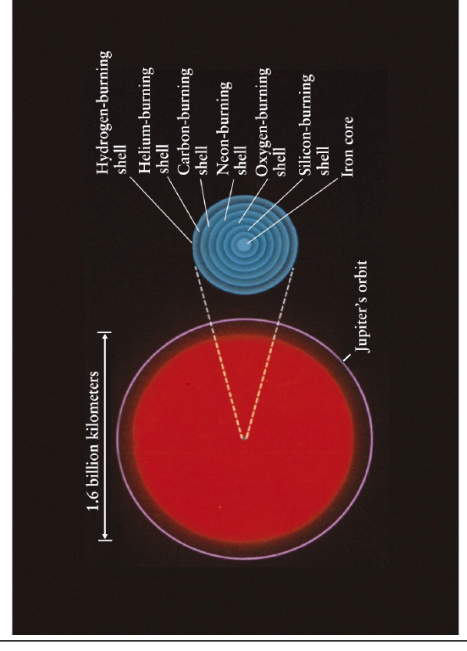 Hydrogen-burning
shell
Helium-burning
shell
Carbon-burning
shell
Neon-burning
shell
Oxygen-burning
shell
Silicon-burning
shell
Iron core
Jupiter's orbit
1.6 billion kilometers